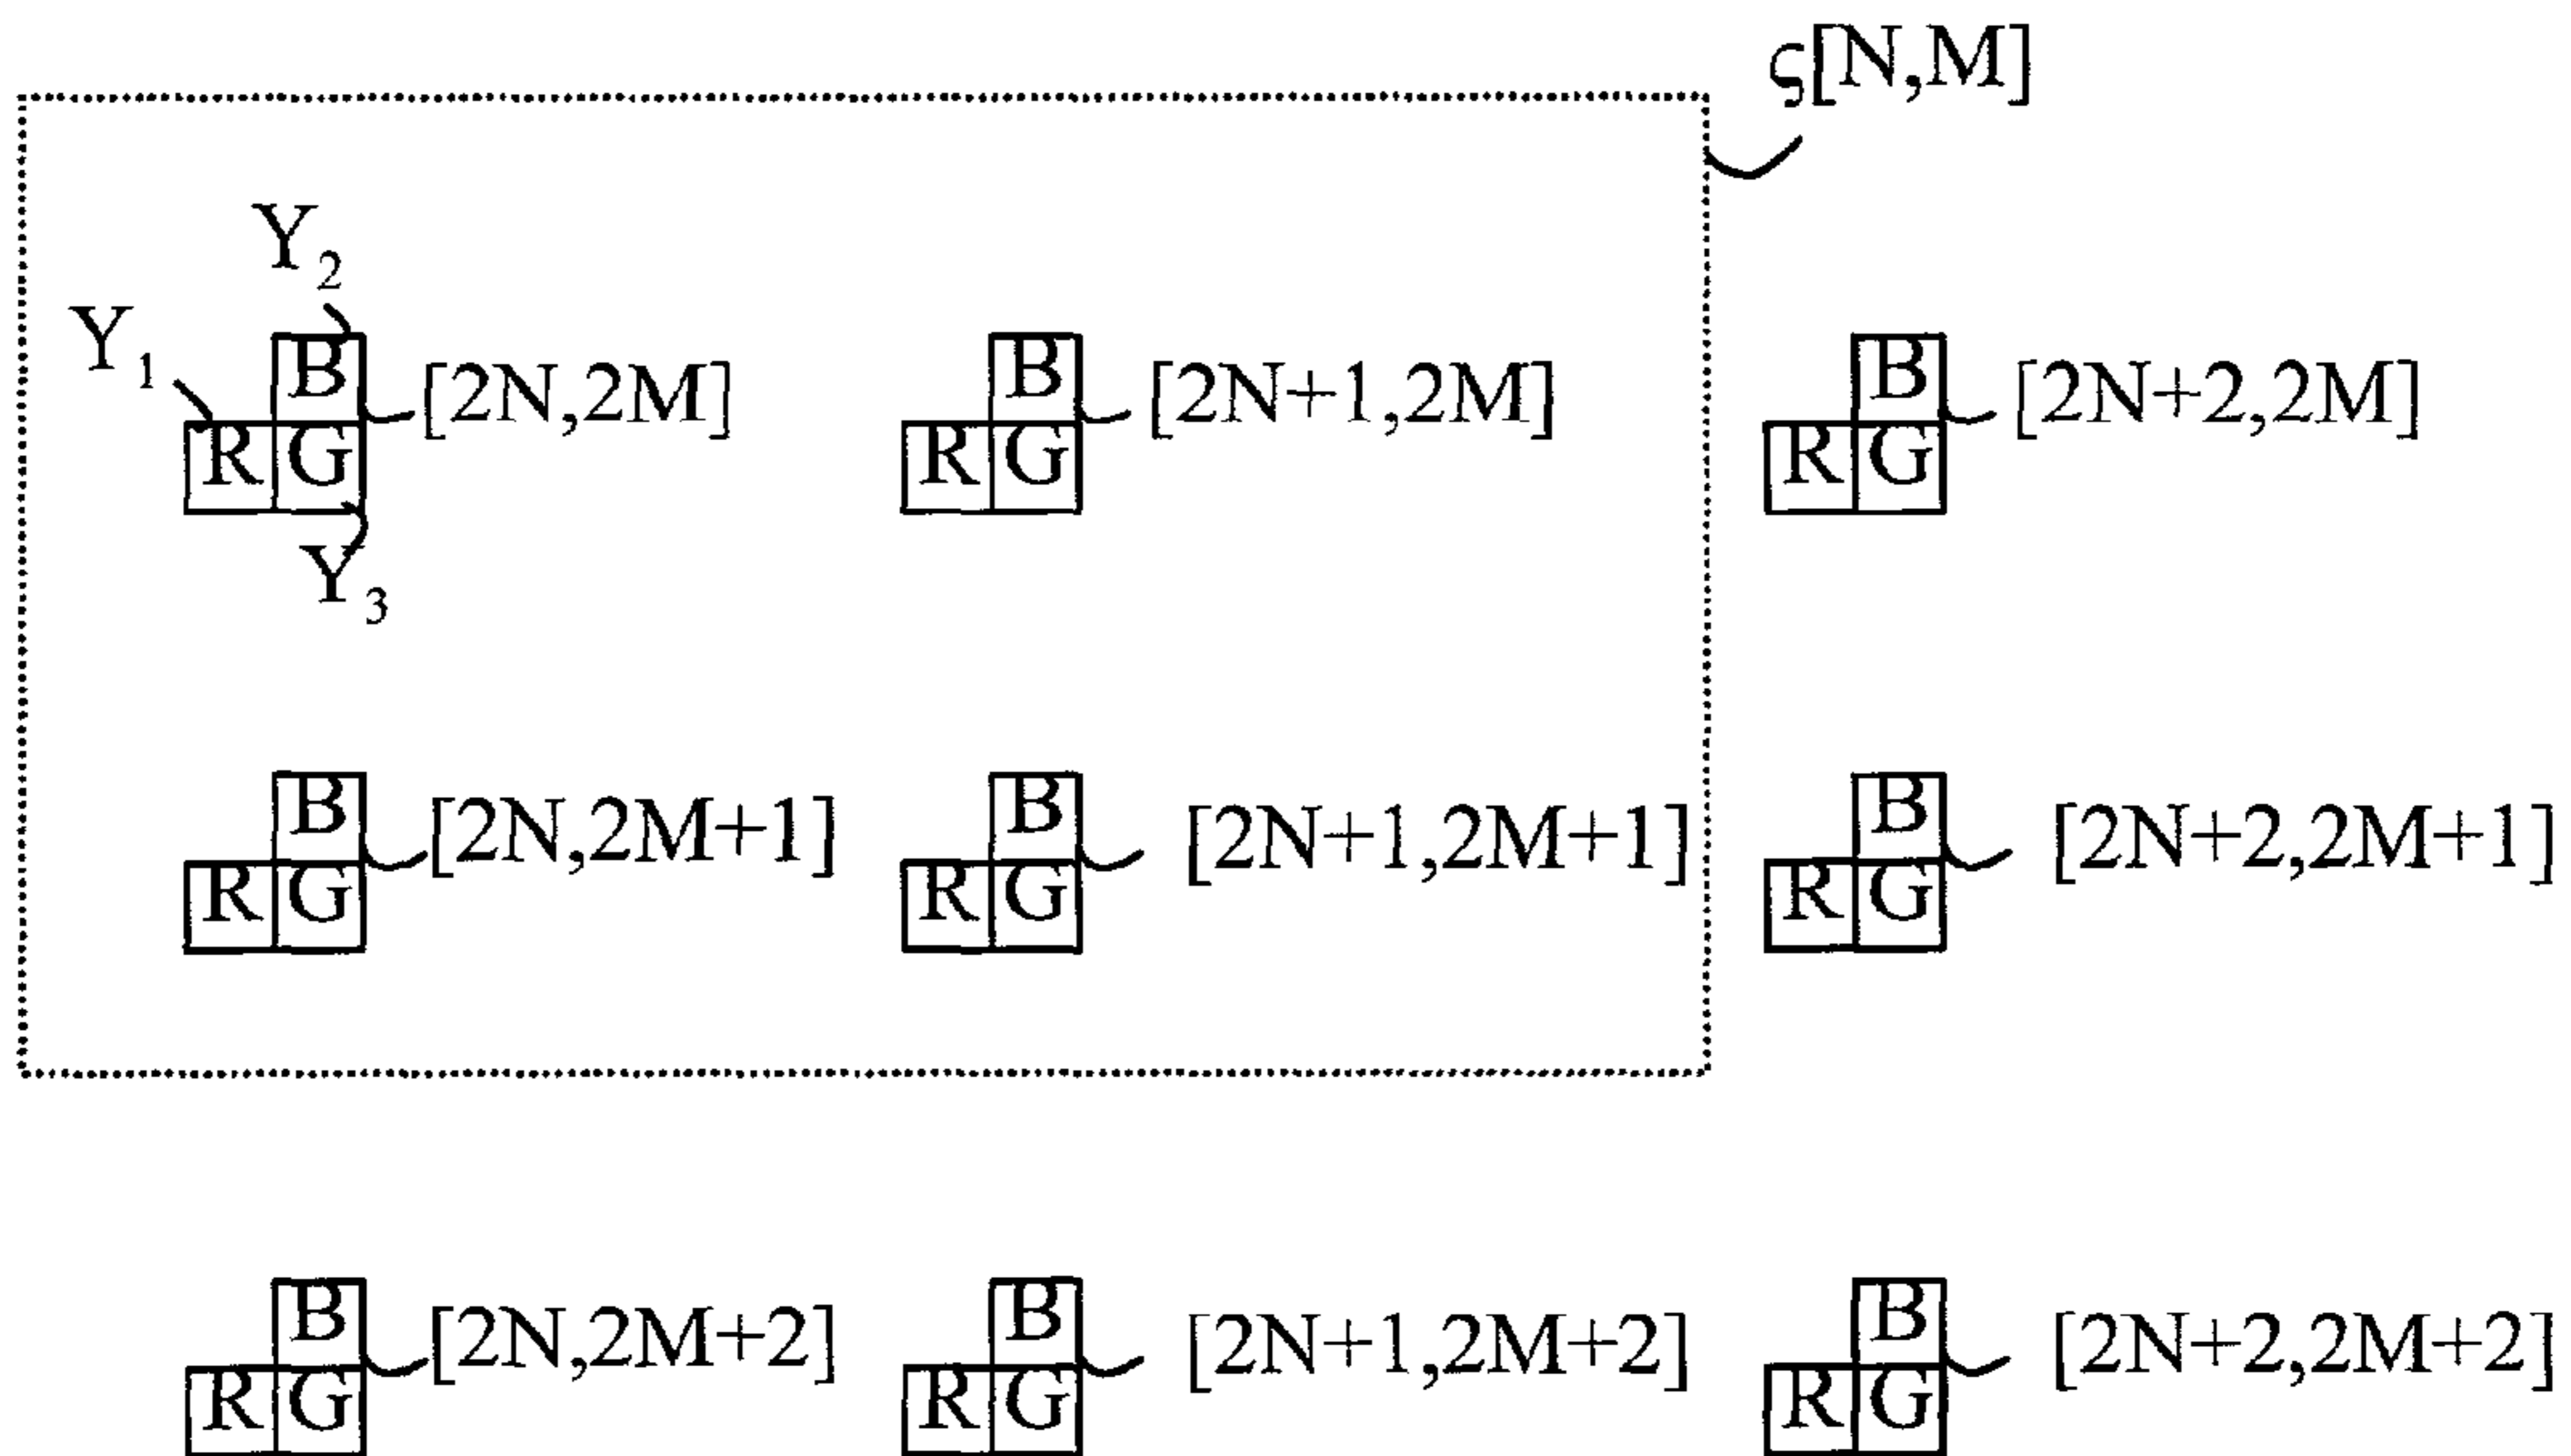 ς[N,M]
Y2
Y1
B [2N,2M] B [2N+1,2M] B [2N+2,2M]
R G R G R G
Y3
B [2N,2M+1] B [2N+1,2M+1] B [2N+2,2M+1]
R G R G R G
B [2N,2M+2] B [2N+1,2M+2] B [2N+2,2M+2]
R G R G R G